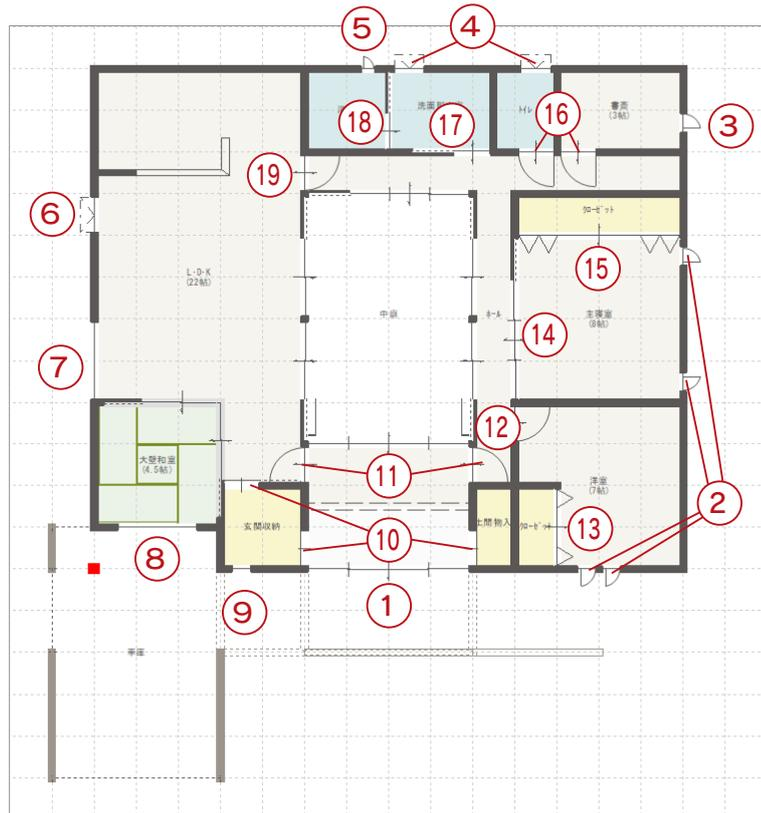 ⑤
④
⑱
⑰
トイレ
⑯
書斎
(3帖)
③
⑲
⑥
クローゼット
⑮
L・D・K
(22帖)
中庭
ホール
主寝室
(8帖)
⑭
⑦
⑫
大壁和室
(4.5帖)
⑪
洋室
(7帖)
②
玄関収納
⑩
土間物入
クローゼット
⑬
⑧
①
⑨
車庫